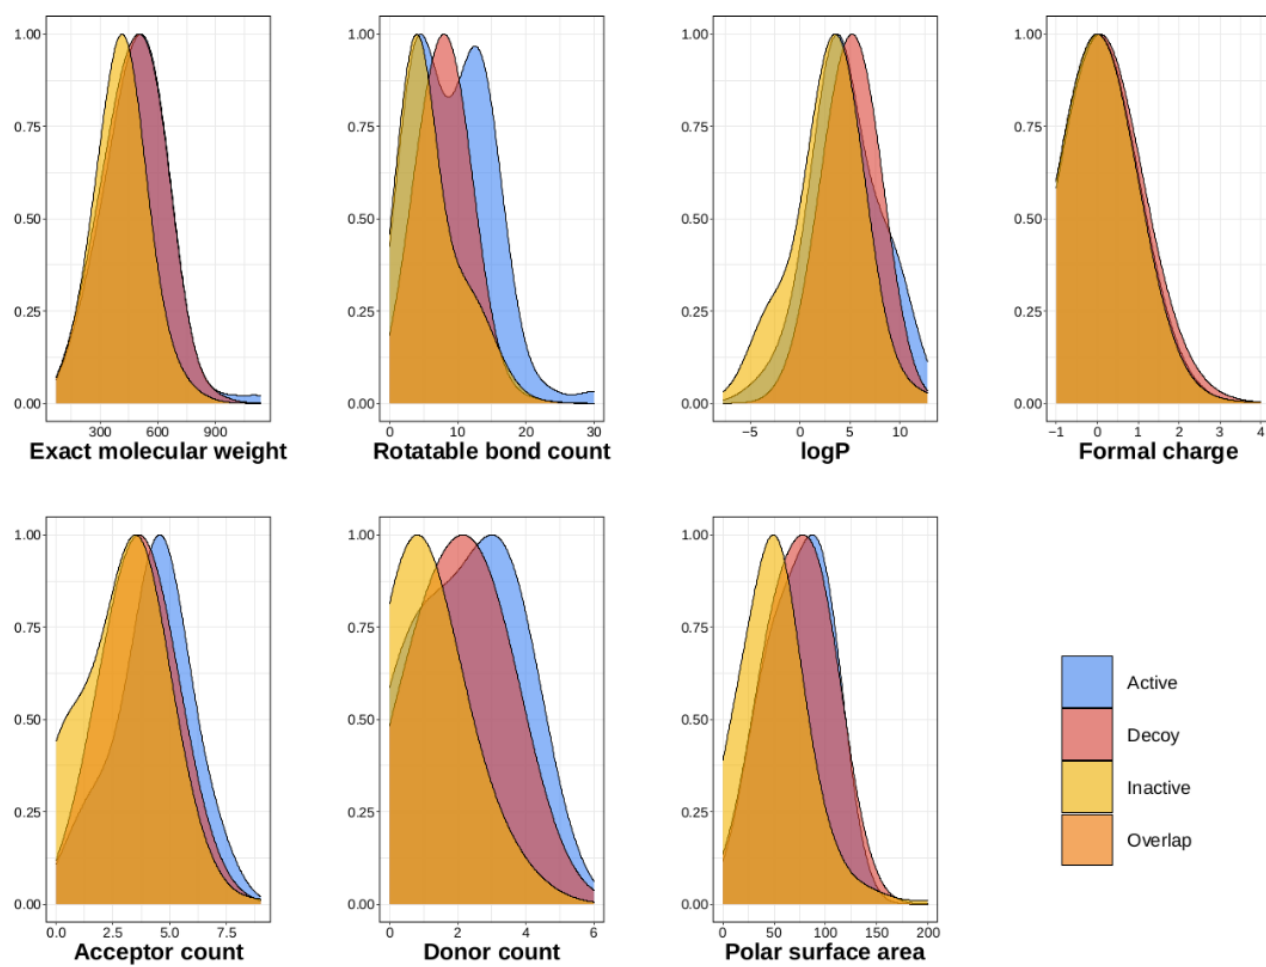 1.00 1.00 1.00 1.00
0.75 0.75 0.75 0.75
0.50 0.50 0.50 0.50
0.25 0.25 0.25 0.25
0.00 0.00 0.00 0.00
300 600 900 0 10 20 30 −5 0 5 10 −1 0 1 2 3 4
Exact molecular weight Rotatable bond count logP Formal charge
1.00 1.00 1.00
0.75 0.75 0.75
Active
Decoy
0.50 0.50 0.50
Inactive
0.25 0.25 0.25
Overlap
0.00 0.00 0.00
0.0 2.5 5.0 7.5 0 2 4 6 0 50 100 150 200
Acceptor count Donor count Polar surface area